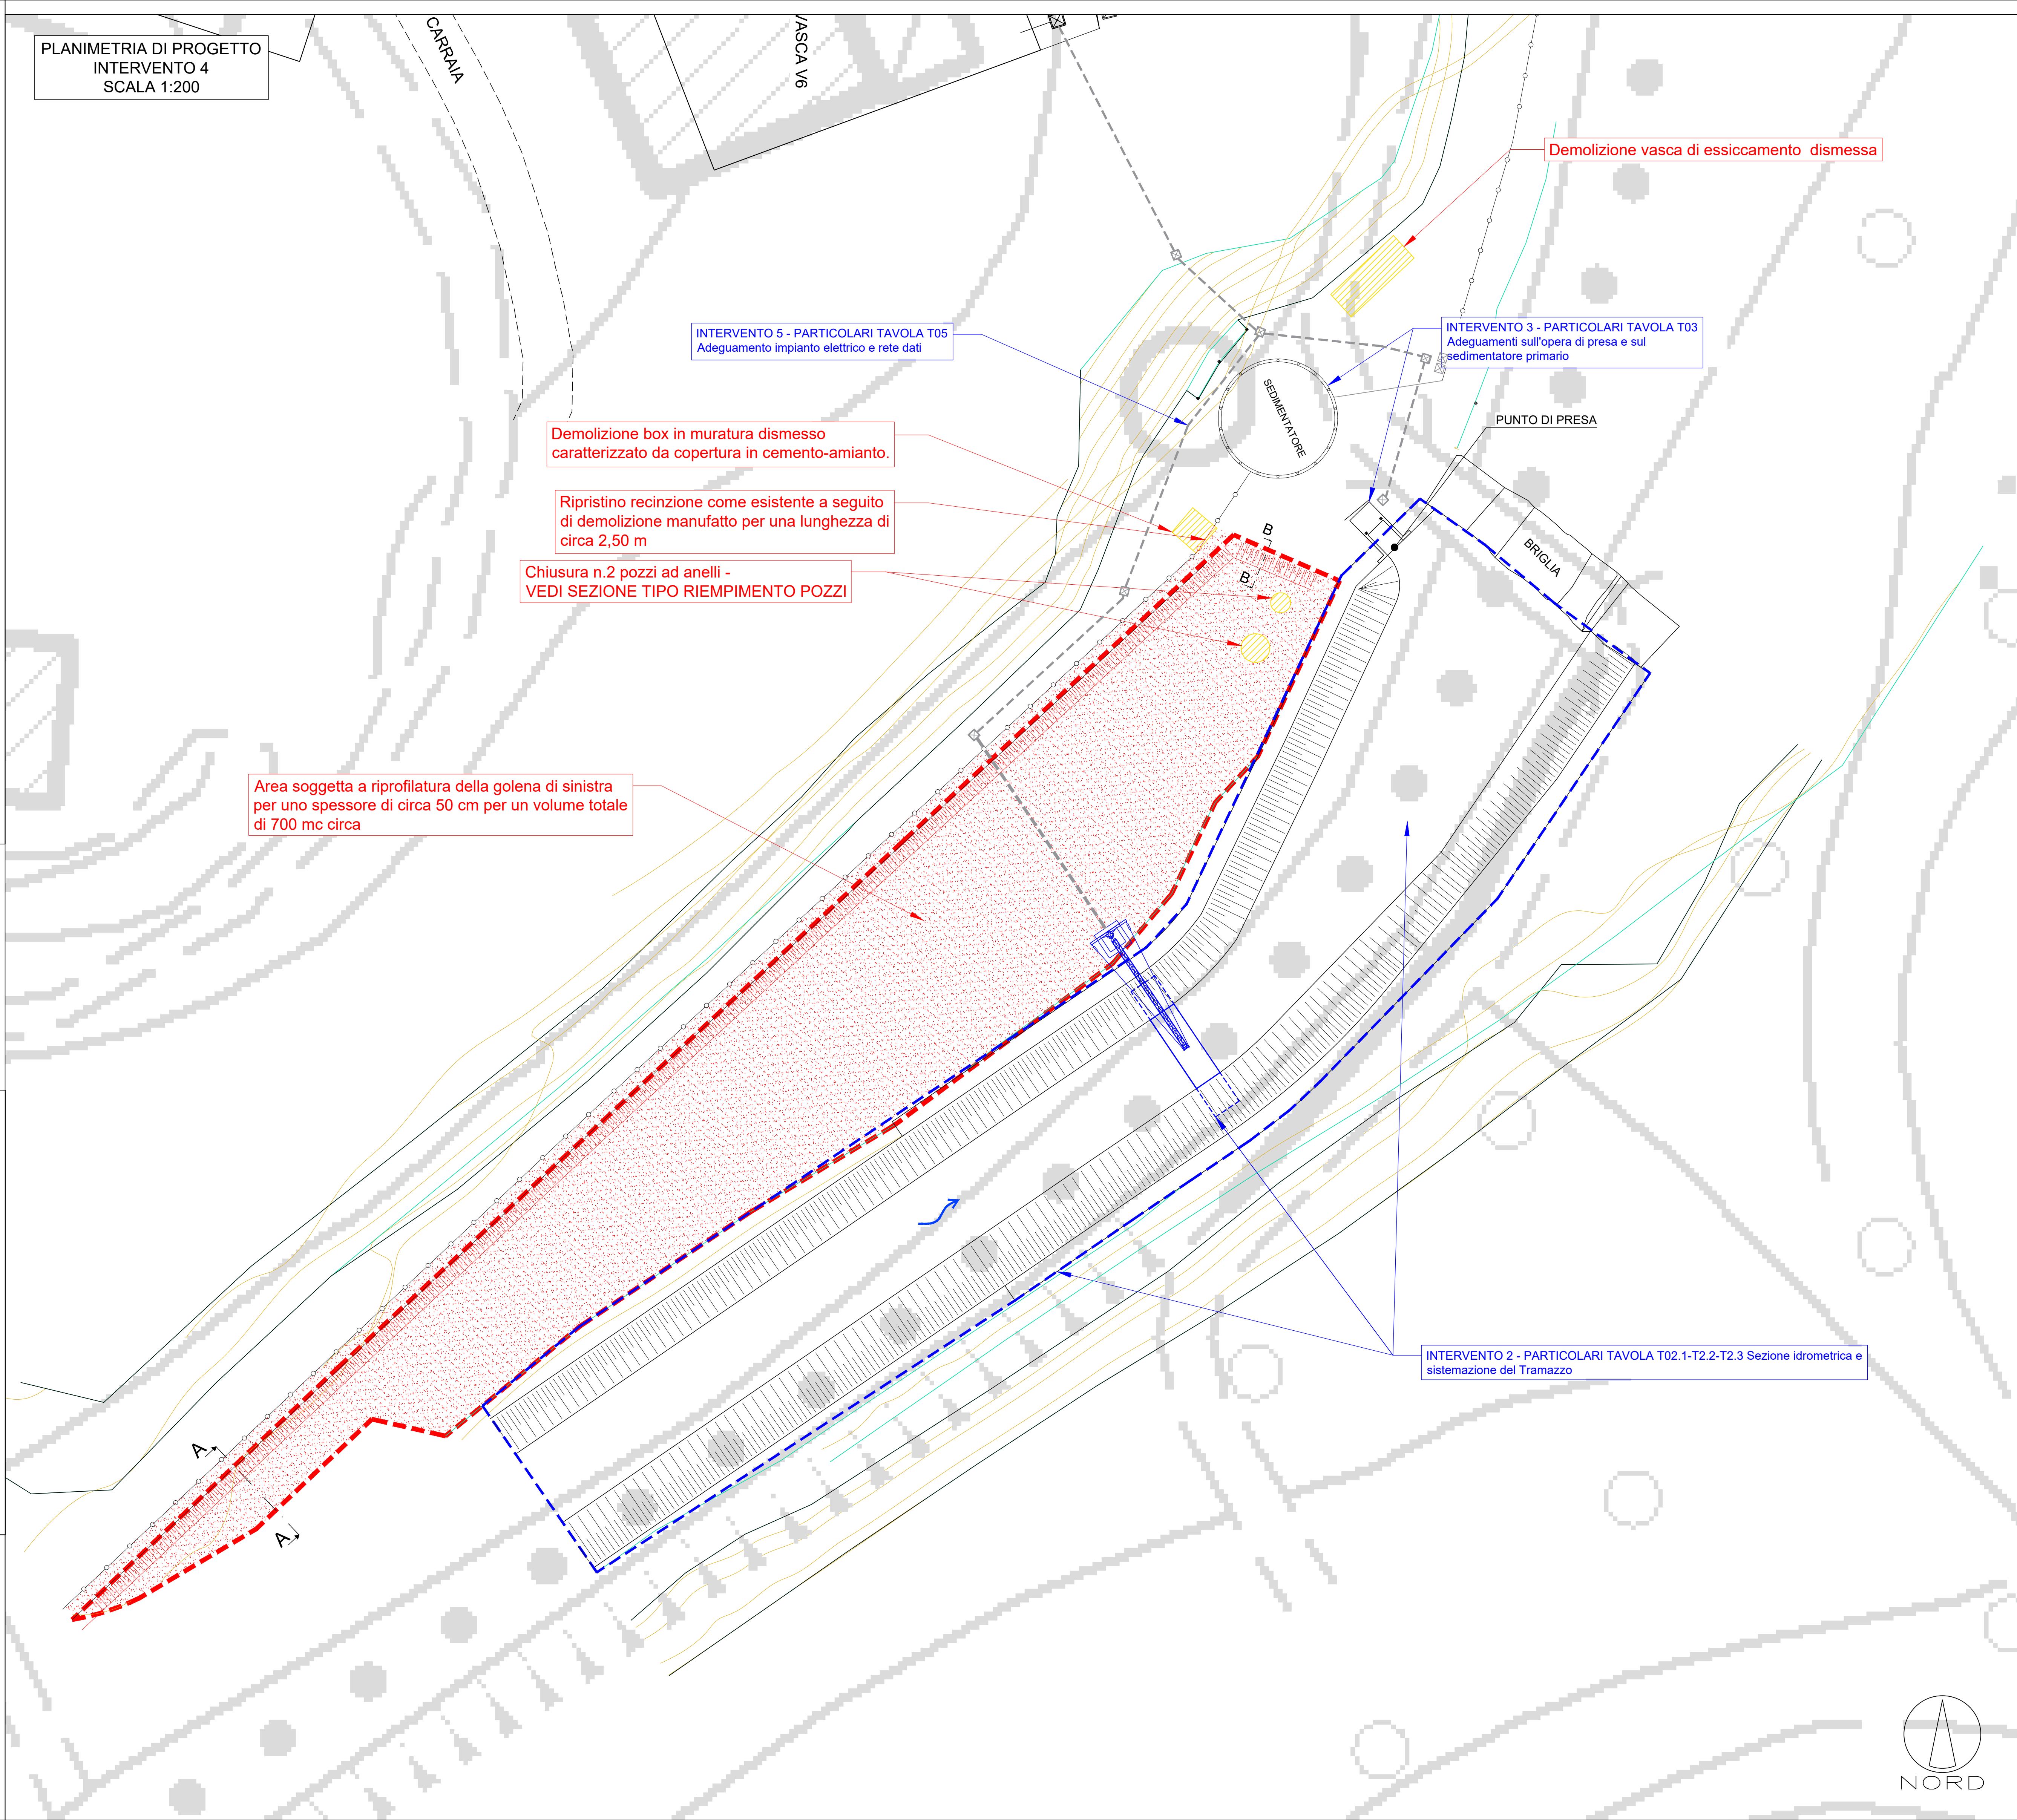 PLANIMETRIA DI PROGETTO
INTERVENTO 4
SCALA 1:200
CARRAIA
VASCA V6
Demolizione vasca di essiccamento  dismessa
INTERVENTO 5 - PARTICOLARI TAVOLA T05
Adeguamento impianto elettrico e rete dati
INTERVENTO 3 - PARTICOLARI TAVOLA T03
Adeguamenti sull'opera di presa e sul
sedimentatore primario
SEDIMENTATORE
PUNTO DI PRESA
Demolizione box in muratura dismesso
caratterizzato da copertura in cemento-amianto.
Ripristino recinzione come esistente a seguito
di demolizione manufatto per una lunghezza di
circa 2,50 m
B
B
BRIGLIA
Chiusura n.2 pozzi ad anelli -
VEDI SEZIONE TIPO RIEMPIMENTO POZZI
Area soggetta a riprofilatura della golena di sinistra
per uno spessore di circa 50 cm per un volume totale
di 700 mc circa
INTERVENTO 2 - PARTICOLARI TAVOLA T02.1-T2.2-T2.3 Sezione idrometrica e
sistemazione del Tramazzo
A
A
NORD